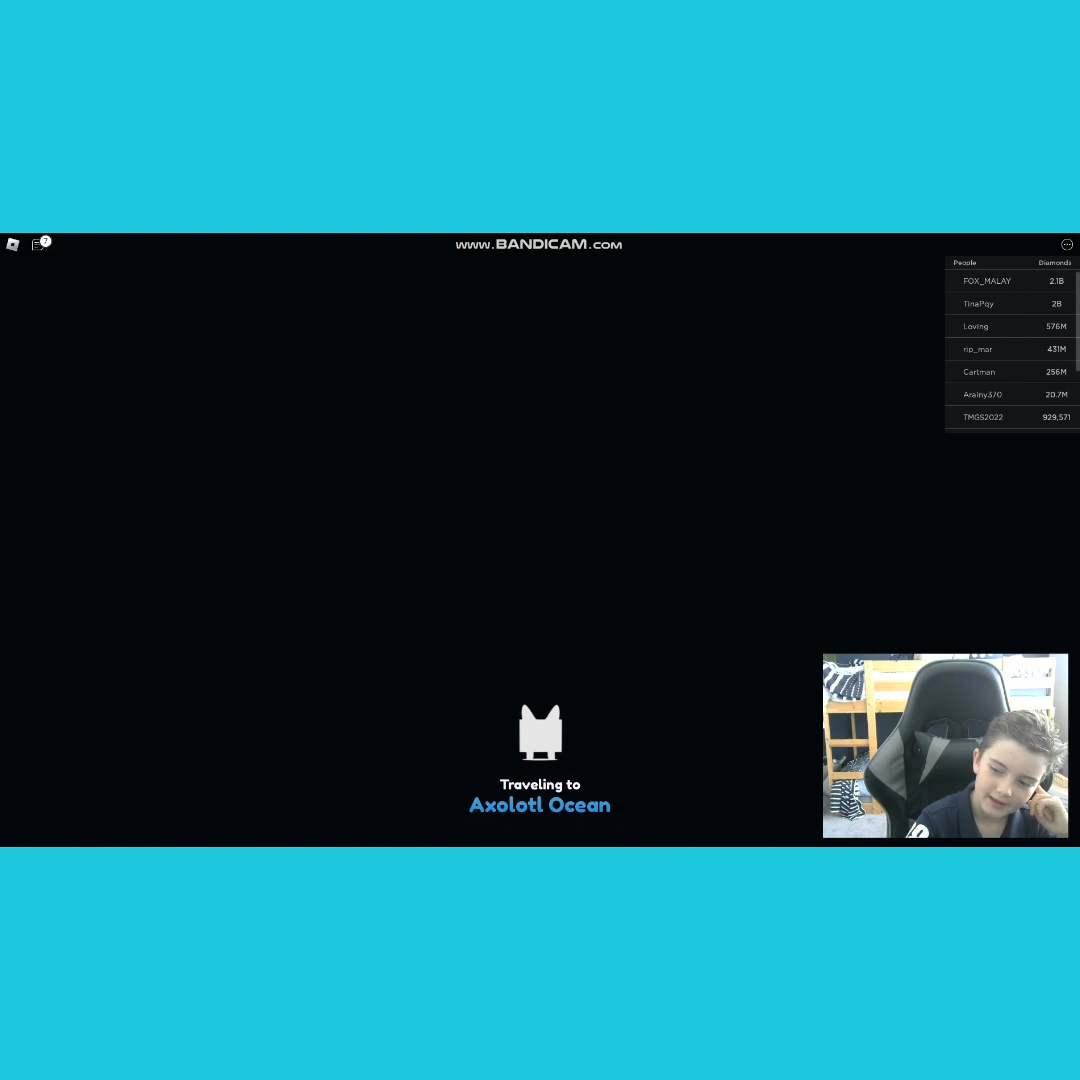 7
www.BANDICAM.com
People Diamonds
FOX_MALAY 2.1B
TinaPqy 2B
Loving 576M
rip_mar 431M
Cartman 256M
Arainy370 20.7M
TMGS2022 929,571
Traveling to
Axolotl Ocean